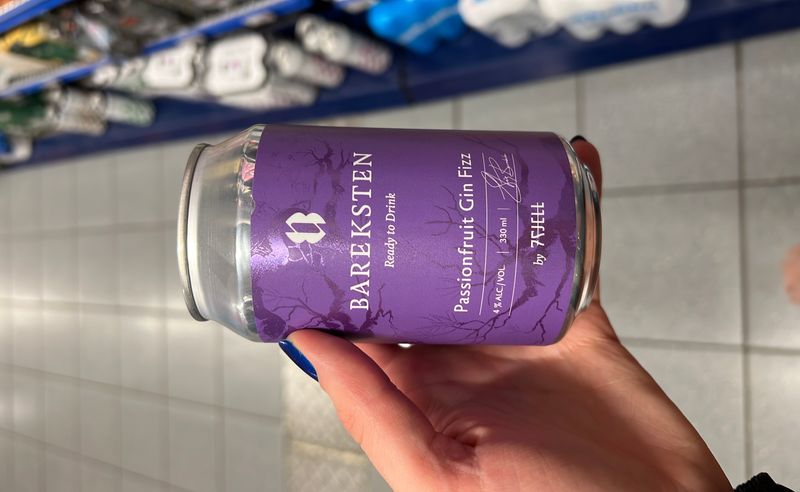 B
BAREKSTEN
Ready to Drink
Passionfruit Gin Fizz
4% ALC/VOL | 330 ml |
by 7FJELL